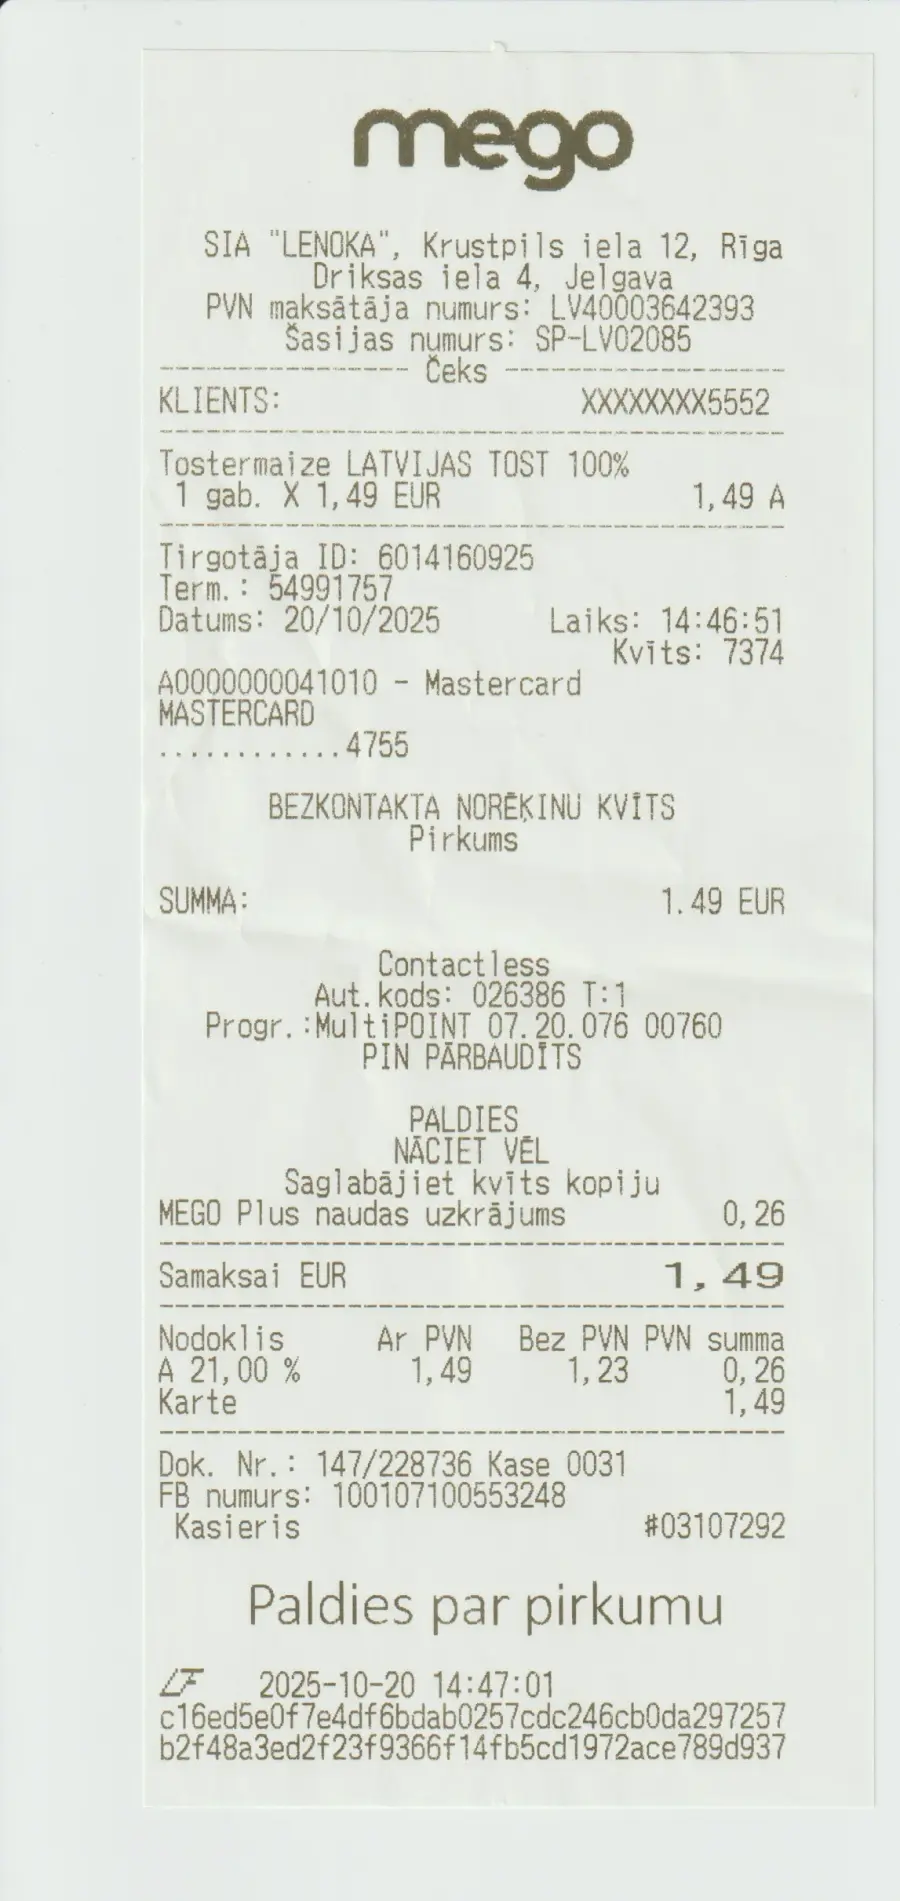 mego
SIA "LENOKA", Krustpils iela 12, Rīga
Driksas iela 4, Jelgava
PVN maksātāja numurs: LV40003642393
Šasijas numurs: SP-LV02085
---------------- Čeks ------------------
KLIENTS: XXXXXXXX5552
----------------------------------------
Tostermaize LATVIJAS TOST 100%
1 gab. X 1,49 EUR 1,49 A
----------------------------------------
Tirgotāja ID: 6014160925
Term.: 54991757
Datums: 20/10/2025 Laiks: 14:46:51
Kvīts: 7374
A0000000041010 - Mastercard
MASTERCARD
............4755
BEZKONTAKTA NORĒĶINU KVĪTS
Pirkums
SUMMA: 1.49 EUR
Contactless
Aut.kods: 026386 T:1
Progr.:MultiPOINT 07.20.076 00760
PIN PĀRBAUDĪTS
PALDIES
NĀCIET VĒL
Saglabājiet kvīts kopiju
MEGO Plus naudas uzkrājums 0,26
----------------------------------------
Samaksai EUR 1,49
----------------------------------------
Nodoklis Ar PVN Bez PVN PVN summa
A 21,00 % 1,49 1,23 0,26
Karte 1,49
----------------------------------------
Dok. Nr.: 147/228736 Kase 0031
FB numurs: 100107100553248
Kasieris #03107292
Paldies par pirkumu
LF 2025-10-20 14:47:01
c16ed5e0f7e4df6bdab0257cdc246cb0da297257
b2f48a3ed2f23f9366f14fb5cd1972ace789d937